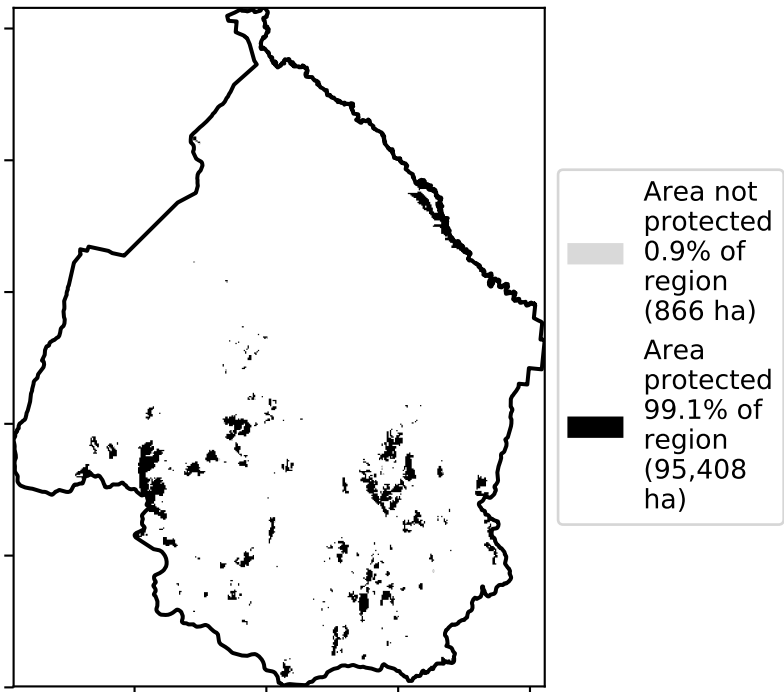 Area not
protected
0.9% of
region
(866 ha)
Area
protected
99.1% of
region
(95,408
ha)